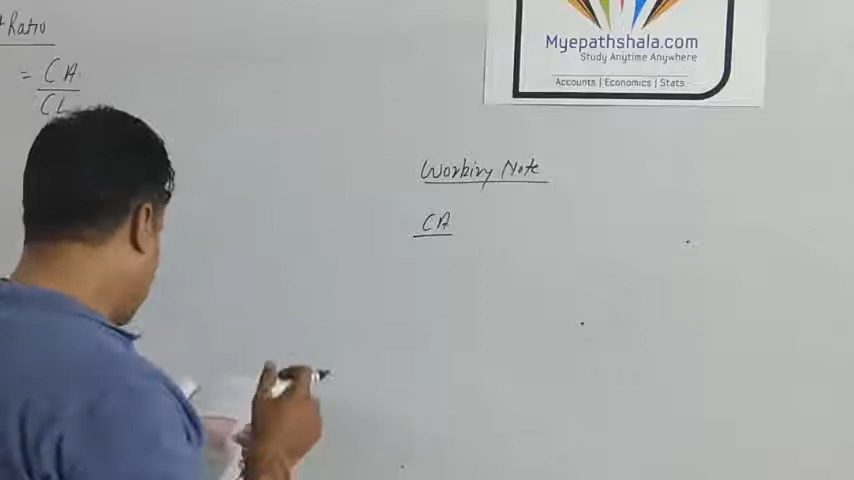 Ratio
= CA
CL
Myepathshala.com
Study Anytime Anywhere
Accounts | Economics | Stats
Working Note
CA